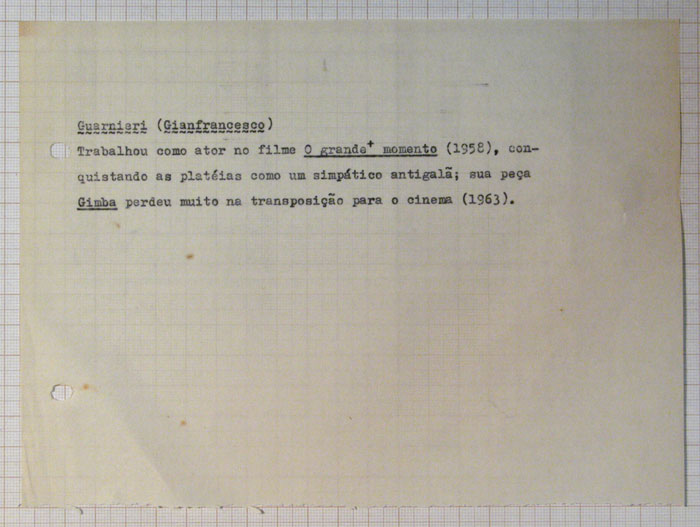 Guarnieri (Gianfrancesco)
Trabalhou como ator no filme O grande+ momento (1958), con-
quistando as platéias como um simpático antigalã; sua peça
Gimba perdeu muito na transposição para o cinema (1963).